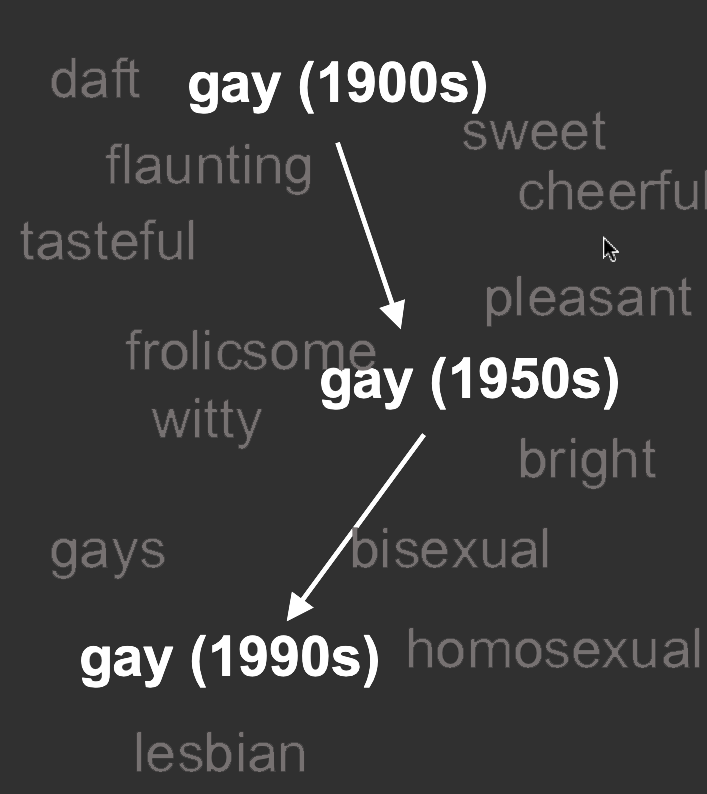 daft
gay (1900s)
sweet
flaunting
cheerful
tasteful
pleasant
frolicsome
gay (1950s)
witty
bright
gays
bisexual
homosexual
gay (1990s)
lesbian